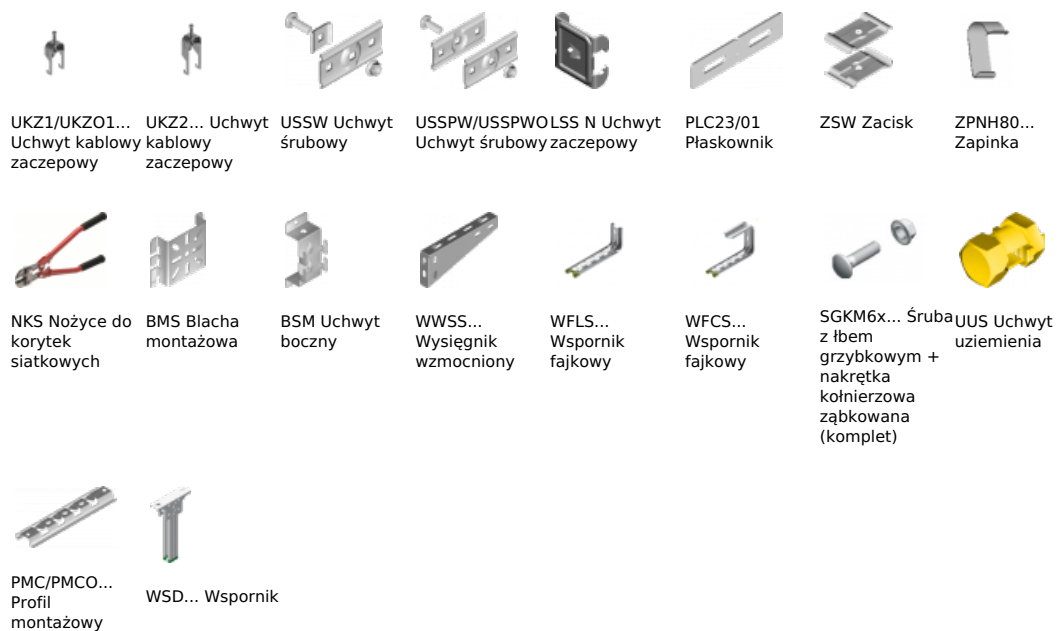 UKZ1/UKZO1...
Uchwyt kablowy
zaczepowy
UKZ2... Uchwyt
kablowy
zaczepowy
USSW Uchwyt
śrubowy
USSPW/USSPWO
Uchwyt śrubowy
LSS N Uchwyt
zaczepowy
PLC23/01
Płaskownik
ZSW Zacisk
ZPNH80...
Zapinka
NKS Nożyce do
korytek
siatkowych
BMS Blacha
montażowa
BSM Uchwyt
boczny
WWSS...
Wysięgnik
wzmocniony
WFLS...
Wspornik
fajkowy
WFCS...
Wspornik
fajkowy
SGKM6x... Śruba
z łbem
grzybkowym +
nakrętka
kołnierzowa
ząbkowana
(komplet)
UUS Uchwyt
uziemienia
PMC/PMCO...
Profil
montażowy
WSD... Wspornik